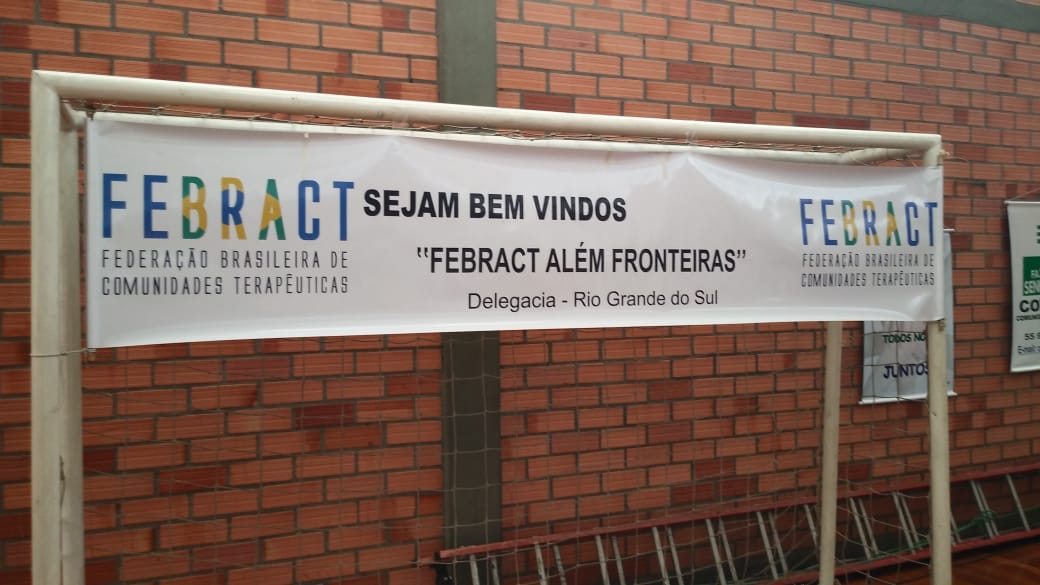 FEBRACT
FEDERAÇÃO BRASILEIRA DE
COMUNIDADES TERAPÊUTICAS
SEJAM BEM VINDOS
"FEBRACT ALÉM FRONTEIRAS"
Delegacia - Rio Grande do Sul
FEBRACT
FEDERAÇÃO BRASILEIRA DE
COMUNIDADES TERAPÊUTICAS
TODOS
JUNTOS